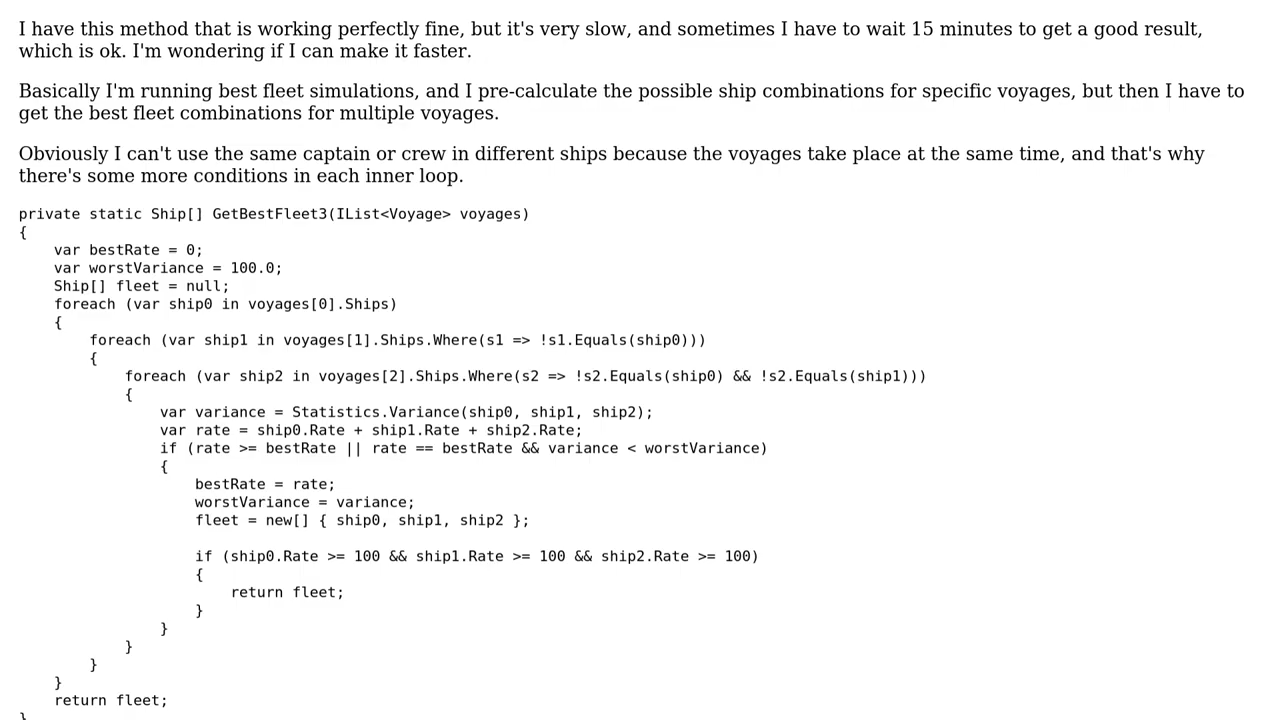 I have this method that is working perfectly fine, but it's very slow, and sometimes I have to wait 15 minutes to get a good result,
which is ok. I'm wondering if I can make it faster.
Basically I'm running best fleet simulations, and I pre-calculate the possible ship combinations for specific voyages, but then I have to
get the best fleet combinations for multiple voyages.
Obviously I can't use the same captain or crew in different ships because the voyages take place at the same time, and that's why
there's some more conditions in each inner loop.
private static Ship[] GetBestFleet3(IList<Voyage> voyages)
{
    var bestRate = 0;
    var worstVariance = 100.0;
    Ship[] fleet = null;
    foreach (var ship0 in voyages[0].Ships)
    {
        foreach (var ship1 in voyages[1].Ships.Where(s1 => !s1.Equals(ship0)))
        {
            foreach (var ship2 in voyages[2].Ships.Where(s2 => !s2.Equals(ship0) && !s2.Equals(ship1)))
            {
                var variance = Statistics.Variance(ship0, ship1, ship2);
                var rate = ship0.Rate + ship1.Rate + ship2.Rate;
                if (rate >= bestRate || rate == bestRate && variance < worstVariance)
                {
                    bestRate = rate;
                    worstVariance = variance;
                    fleet = new[] { ship0, ship1, ship2 };
                    if (ship0.Rate >= 100 && ship1.Rate >= 100 && ship2.Rate >= 100)
                    {
                        return fleet;
                    }
                }
            }
        }
    }
    return fleet;
}